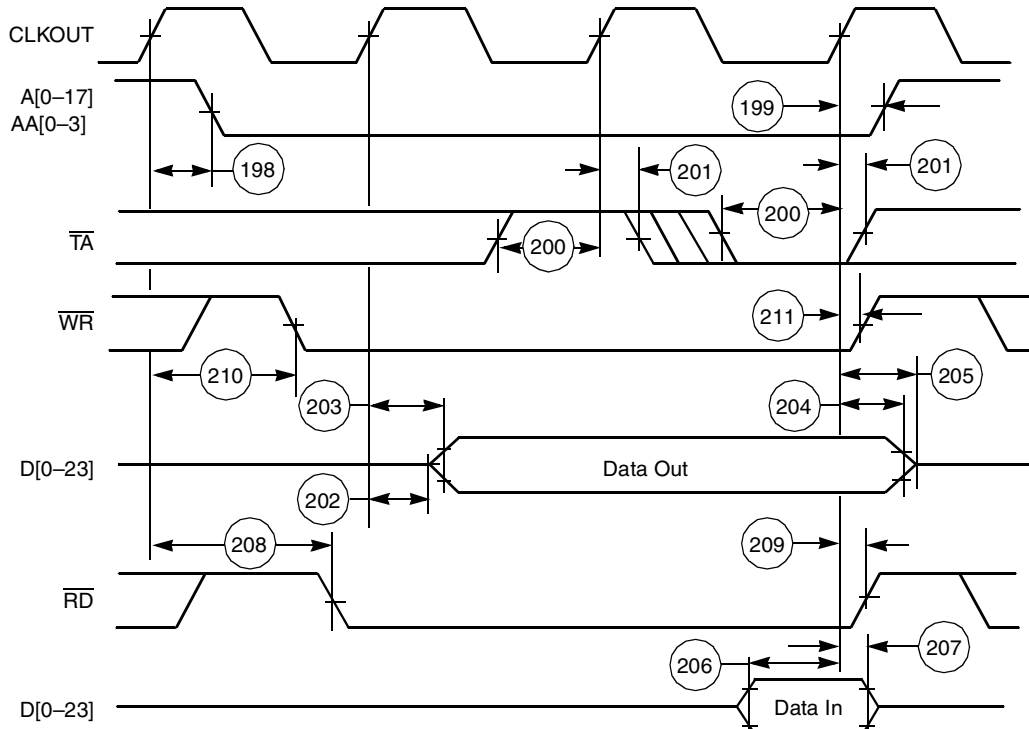 CLKOUT
A[0–17]
AA[0–3]
199
198
201
201
TA
200
200
WR
211
210
203
204
205
D[0–23]
Data Out
202
208
209
RD
206
207
D[0–23]
Data In